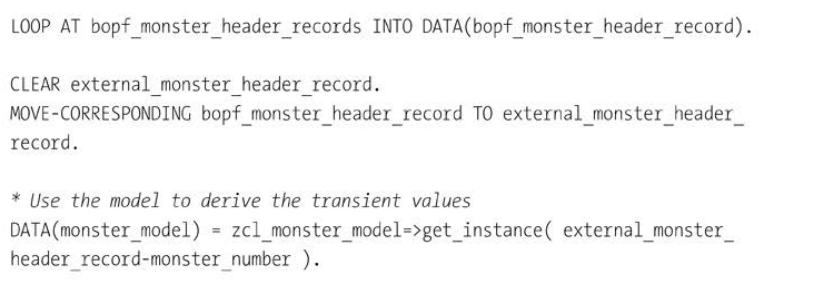 LOOP AT bopf_monster_header_records INTO DATA(bopf_monster_header_record).
CLEAR external_monster_header_record.
MOVE-CORRESPONDING bopf_monster_header_record TO external_monster_header_
record.
* Use the model to derive the transient values
DATA(monster_model) = zcl_monster_model=>get_instance( external_monster_
header_record-monster_number ).